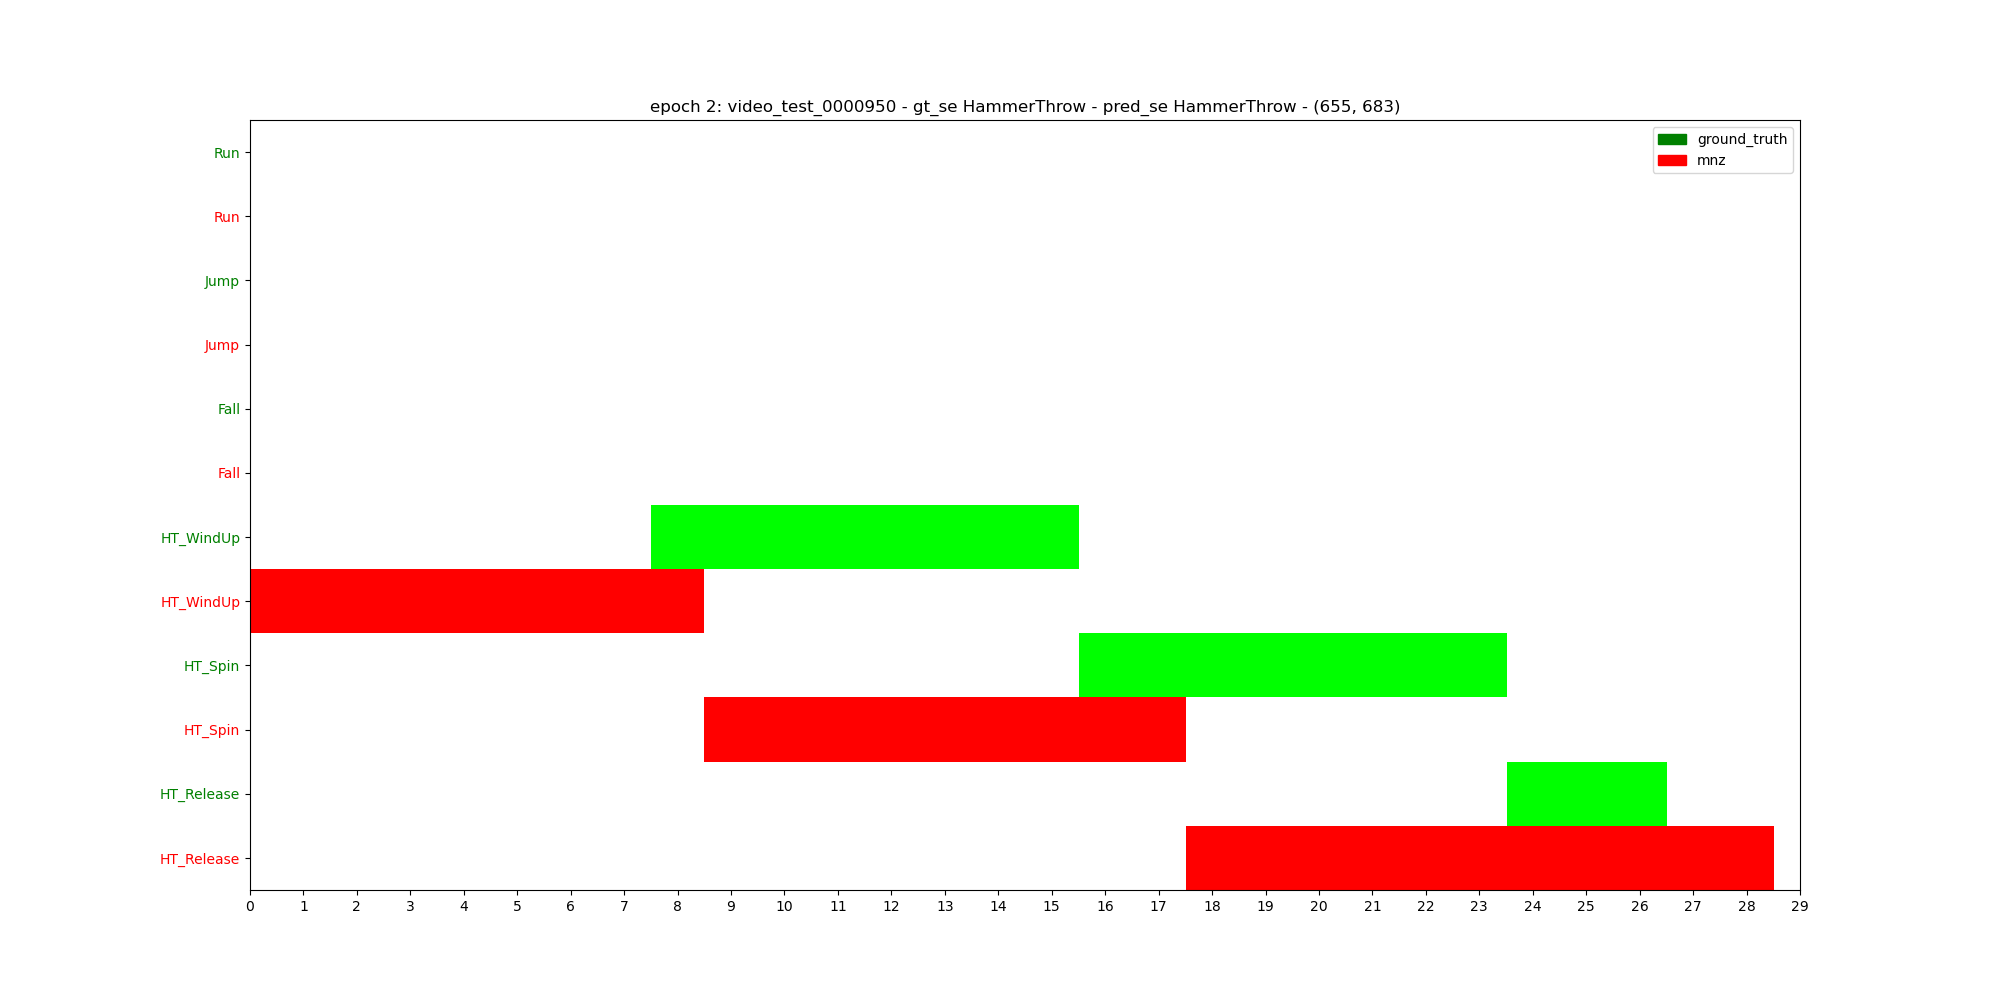 epoch 2: video_test_0000950 - gt_se HammerThrow - pred_se HammerThrow - (655, 683)
ground_truth
mnz
Run
Run
Jump
Jump
Fall
Fall
HT_WindUp
HT_WindUp
HT_Spin
HT_Spin
HT_Release
HT_Release
0 1 2 3 4 5 6 7 8 9 10 11 12 13 14 15 16 17 18 19 20 21 22 23 24 25 26 27 28 29